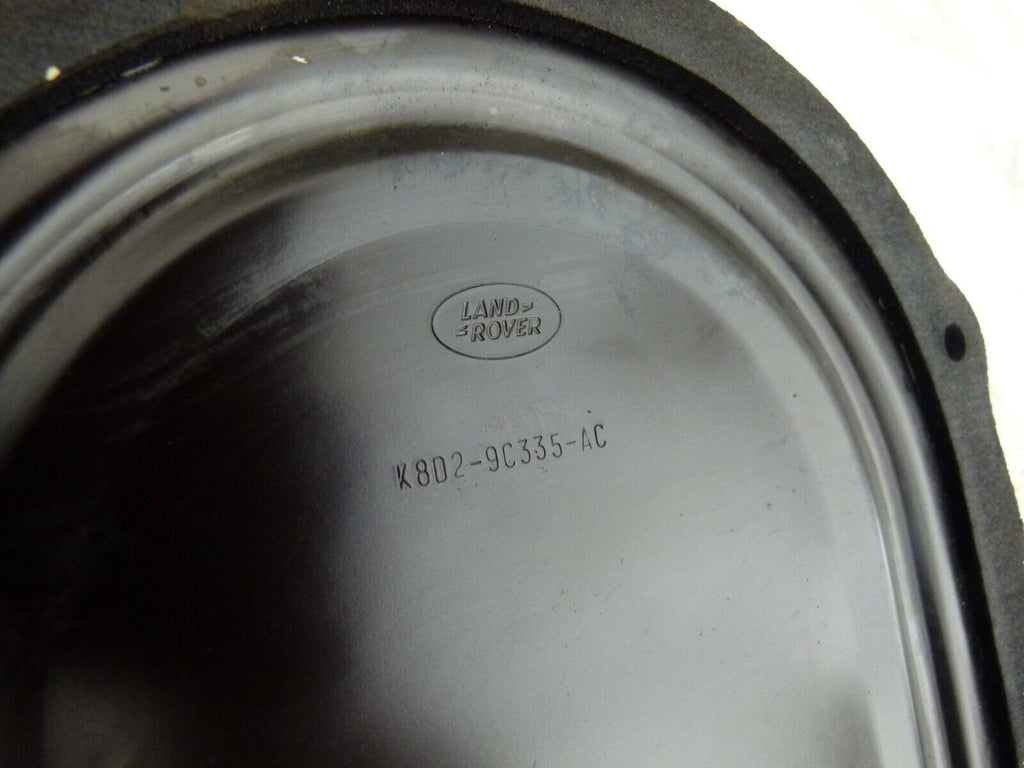 LAND
ROVER
K8D2-9C335-AC